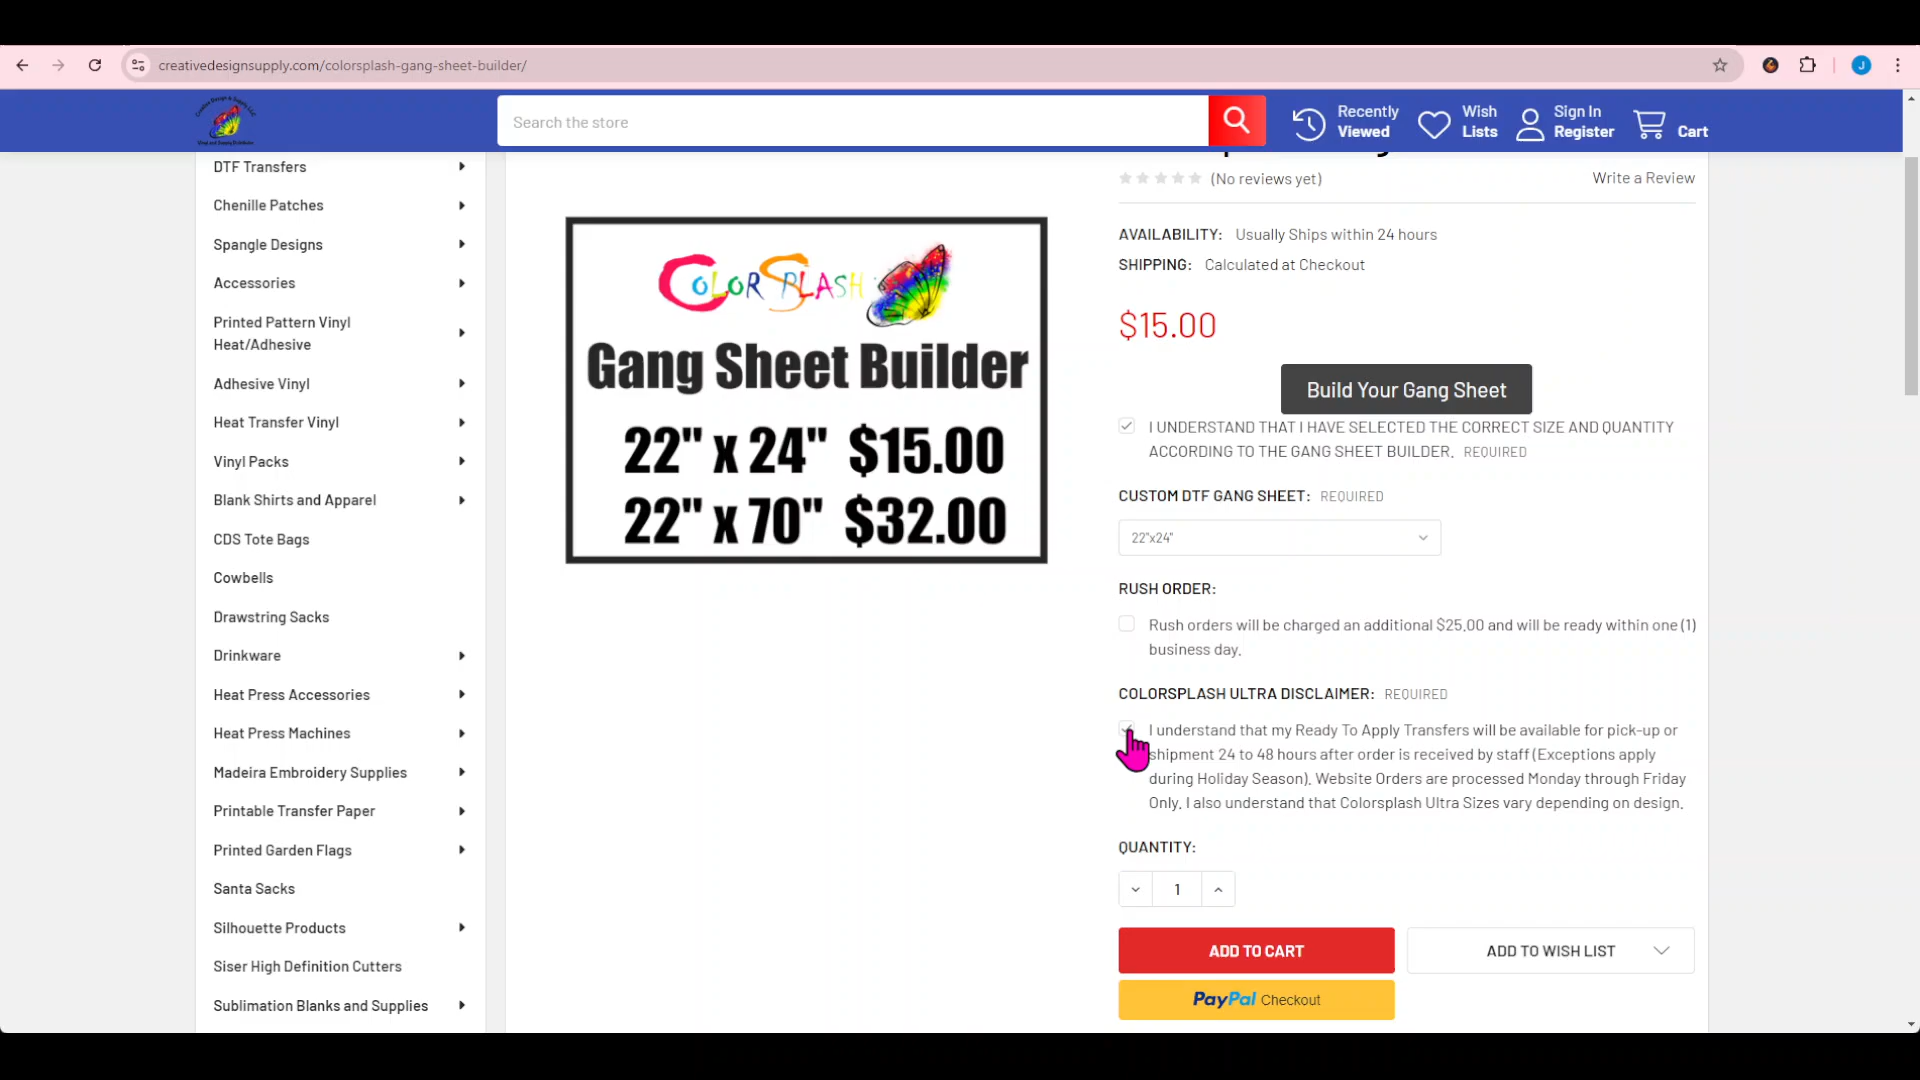 creativedesignsupply.com/colorsplash-gang-sheet-builder/
J
Search the store
Recently
Viewed
Wish
Lists
Sign In
Register
Cart
DTF Transfers
Chenille Patches
Spangle Designs
Accessories
Printed Pattern Vinyl
Heat/Adhesive
Adhesive Vinyl
Heat Transfer Vinyl
Vinyl Packs
Blank Shirts and Apparel
CDS Tote Bags
Cowbells
Drawstring Sacks
Drinkware
Heat Press Accessories
Heat Press Machines
Madeira Embroidery Supplies
Printable Transfer Paper
Printed Garden Flags
Santa Sacks
Silhouette Products
Siser High Definition Cutters
Sublimation Blanks and Supplies
COLORSPLASH
Gang Sheet Builder
22" x 24" $15.00
22" x 70" $32.00
(No reviews yet)
Write a Review
AVAILABILITY: Usually Ships within 24 hours
SHIPPING: Calculated at Checkout
$15.00
Build Your Gang Sheet
I UNDERSTAND THAT I HAVE SELECTED THE CORRECT SIZE AND QUANTITY
ACCORDING TO THE GANG SHEET BUILDER. REQUIRED
CUSTOM DTF GANG SHEET: REQUIRED
22"x24"
RUSH ORDER:
Rush orders will be charged an additional $25.00 and will be ready within one (1)
business day.
COLORSPLASH ULTRA DISCLAIMER: REQUIRED
I understand that my Ready To Apply Transfers will be available for pick-up or
shipment 24 to 48 hours after order is received by staff (Exceptions apply
during Holiday Season). Website Orders are processed Monday through Friday
Only. I also understand that Colorsplash Ultra Sizes vary depending on design.
QUANTITY:
1
ADD TO CART
ADD TO WISH LIST
PayPal Checkout